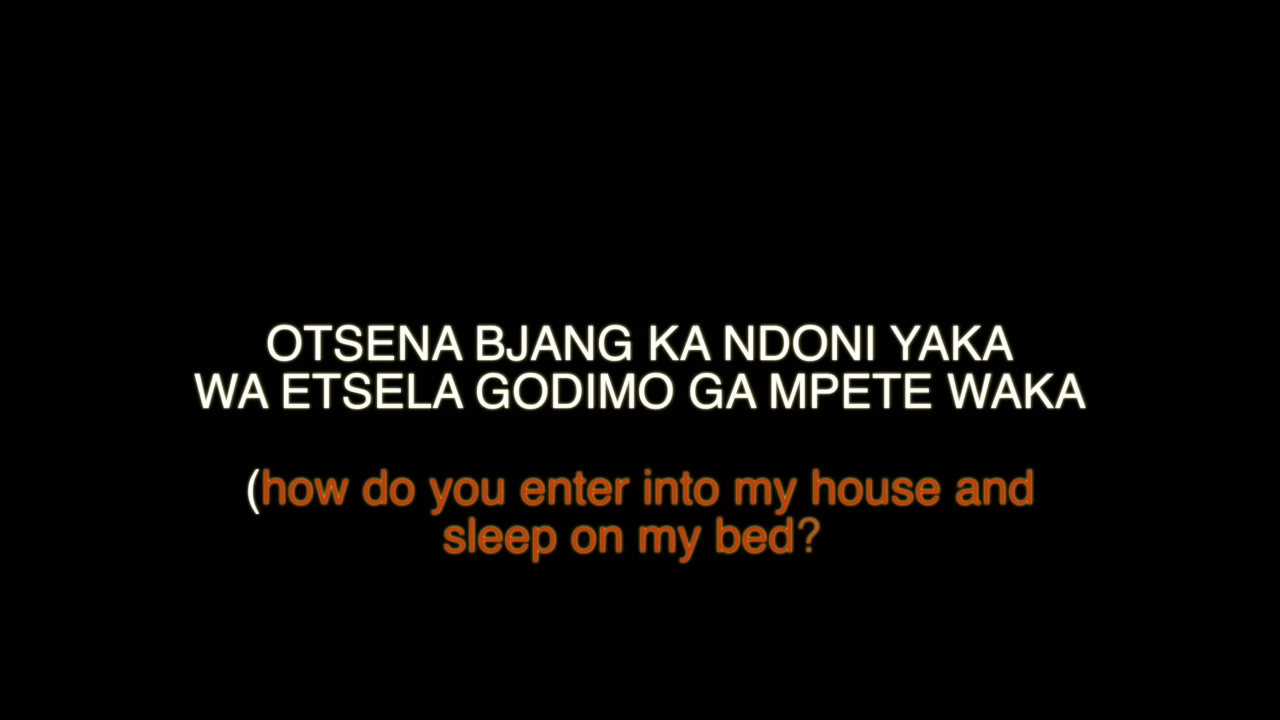 OTSENA BJANG KA NDONI YAKA
WA ETSELA GODIMO GA MPETE WAKA
(how do you enter into my house and
sleep on my bed?